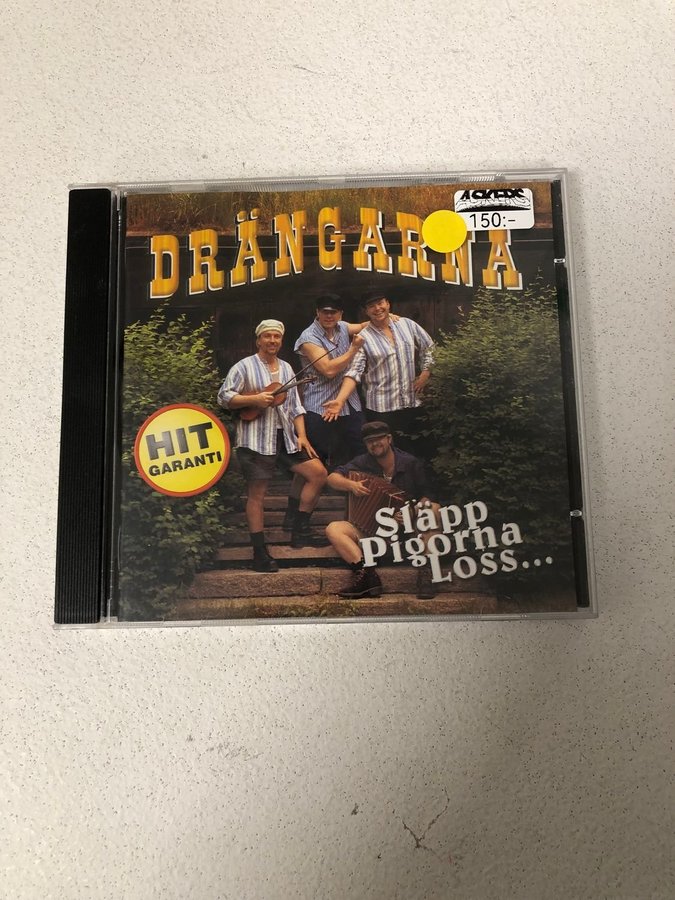 150:-
DRÄNGARNA
HIT
GARANTI
Släpp
Pigorna
Loss...